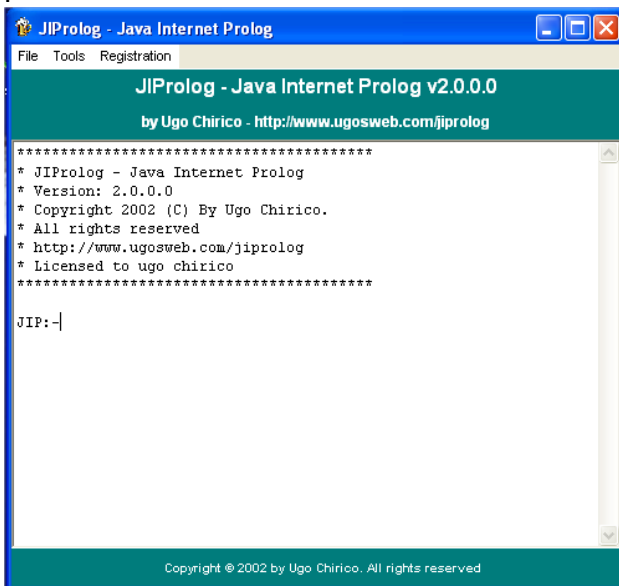 JIProlog - Java Internet Prolog
File Tools Registration
JIProlog - Java Internet Prolog v2.0.0.0
by Ugo Chirico - http://www.ugosweb.com/jiprolog
*****************************************
* JIProlog - Java Internet Prolog
* Version: 2.0.0.0
* Copyright 2002 (C) By Ugo Chirico.
* All rights reserved
* http://www.ugosweb.com/jiprolog
* Licensed to ugo chirico
*****************************************
JIP:-
Copyright © 2002 by Ugo Chirico. All rights reserved